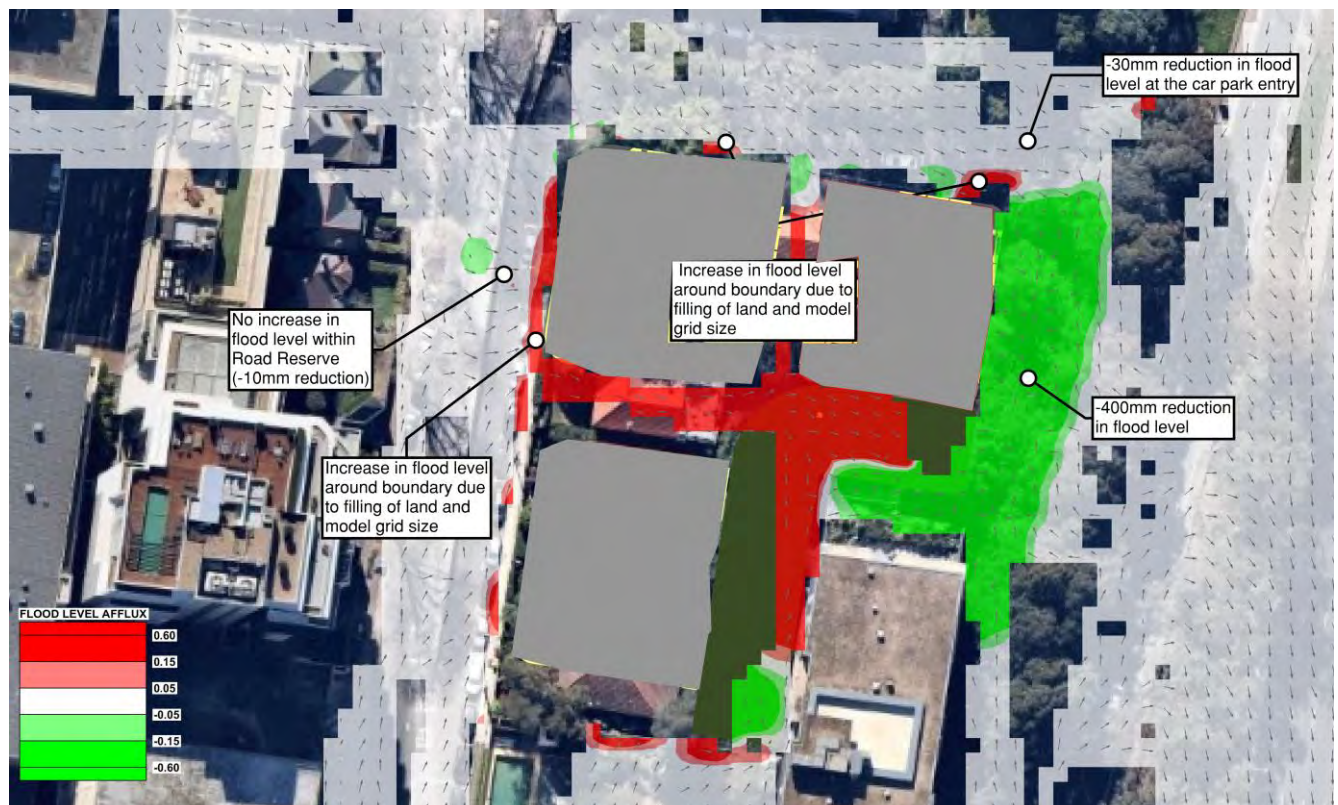 -30mm reduction in flood
level at the car park entry
Increase in flood level
around boundary due to
filling of land and model
grid size
No increase in
flood level within
Road Reserve
(-10mm reduction)
-400mm reduction
in flood level
Increase in flood level
around boundary due
to filling of land and
model grid size
FLOOD LEVEL AFFLUX
0.60
0.15
0.05
-0.05
-0.15
-0.60